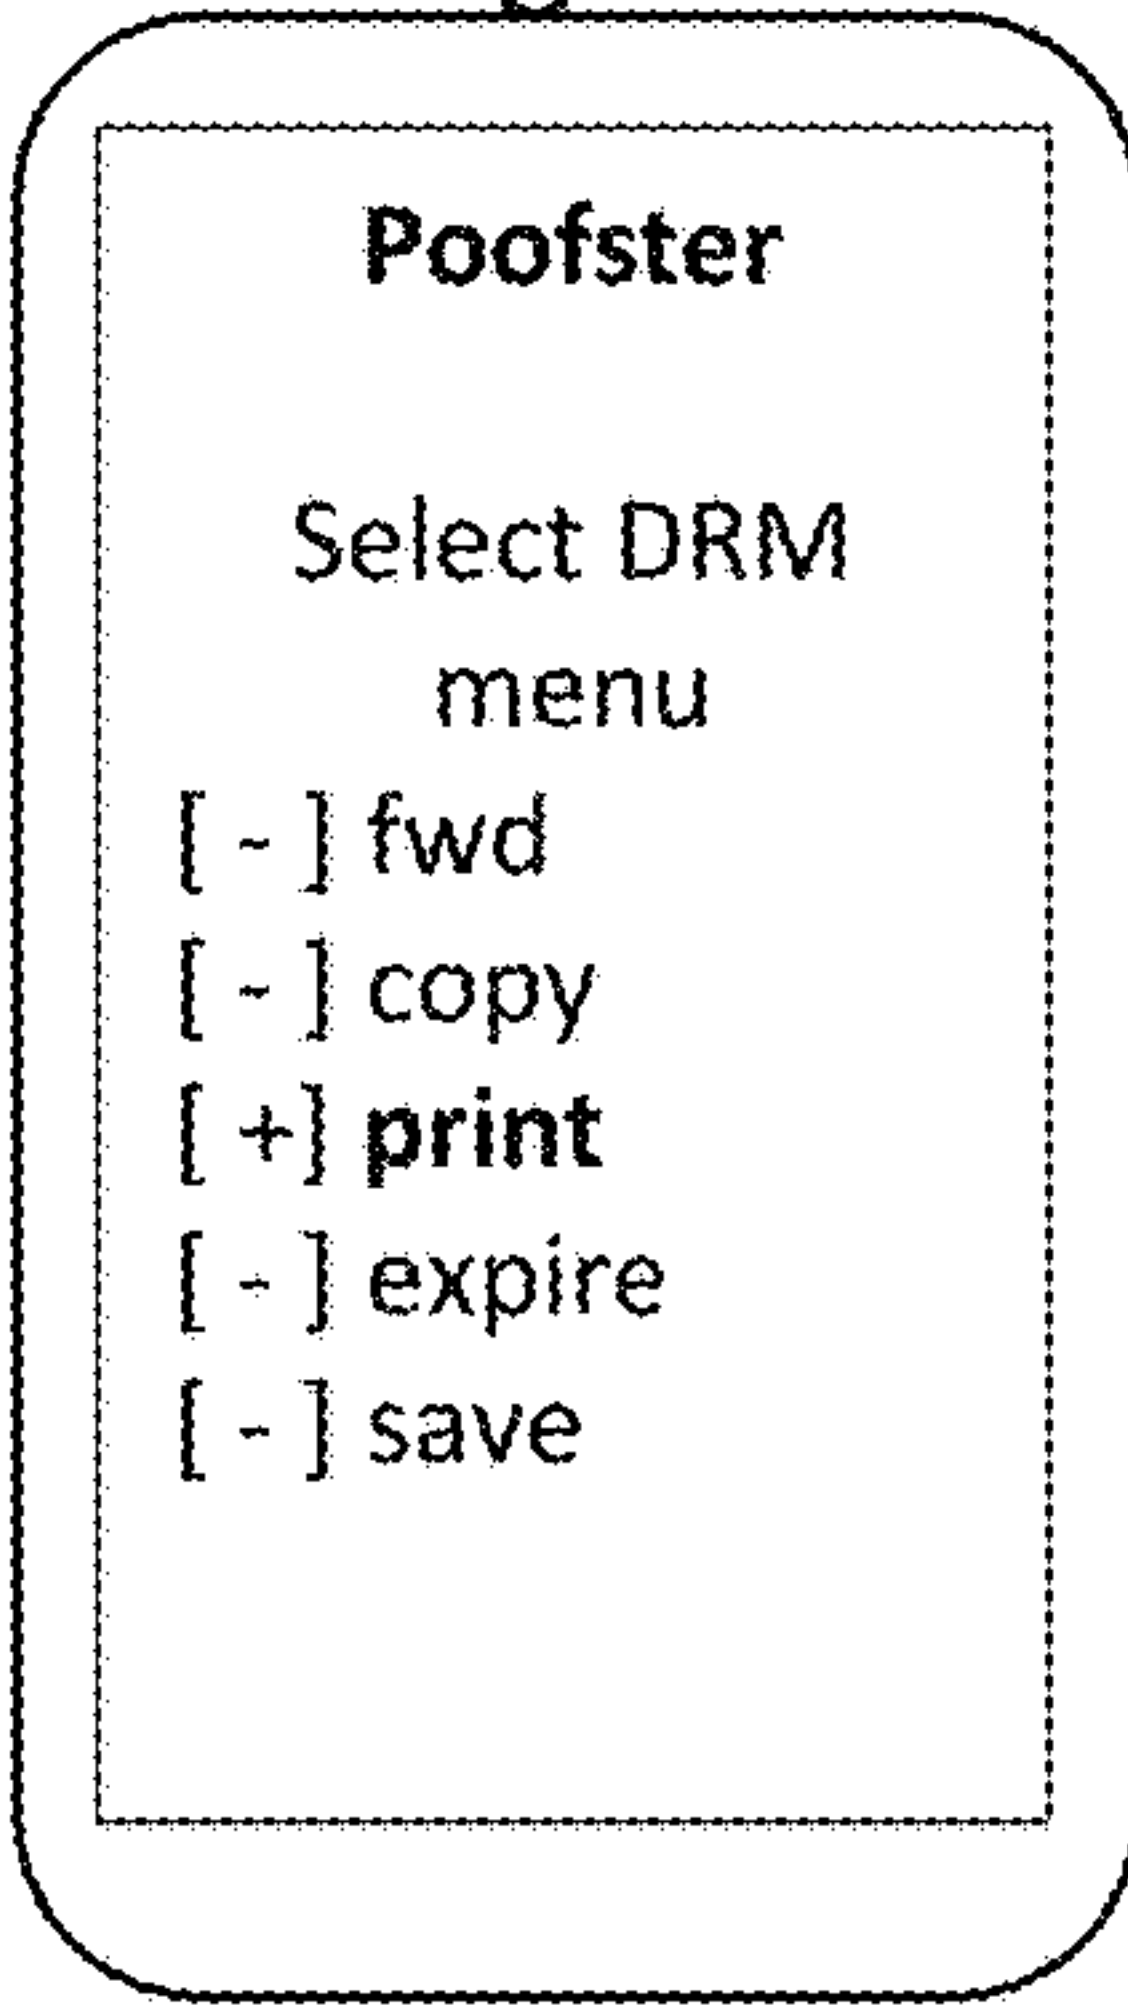 Poofster
Select DRM
menu
[ - ] fwd
[ - ] copy
[ +] print
[ - ] expire
[ - ] save